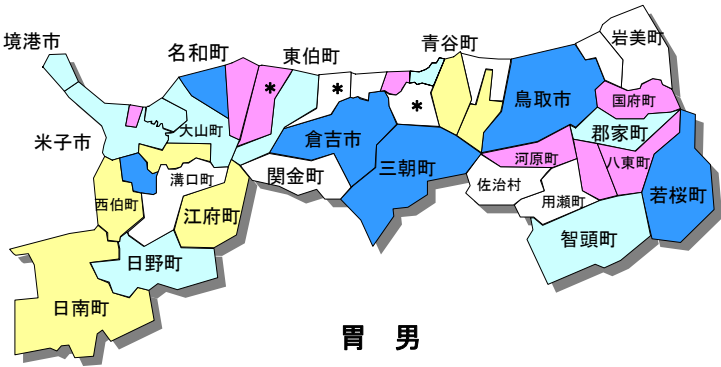 境港市
名和町
東伯町
青谷町
岩美町
米子市
大山町
*
*
*
鳥取市
国府町
倉吉市
郡家町
溝口町
関金町
三朝町
河原町
八東町
西伯町
江府町
佐治村
用瀬町
若桜町
日野町
智頭町
日南町
胃 男